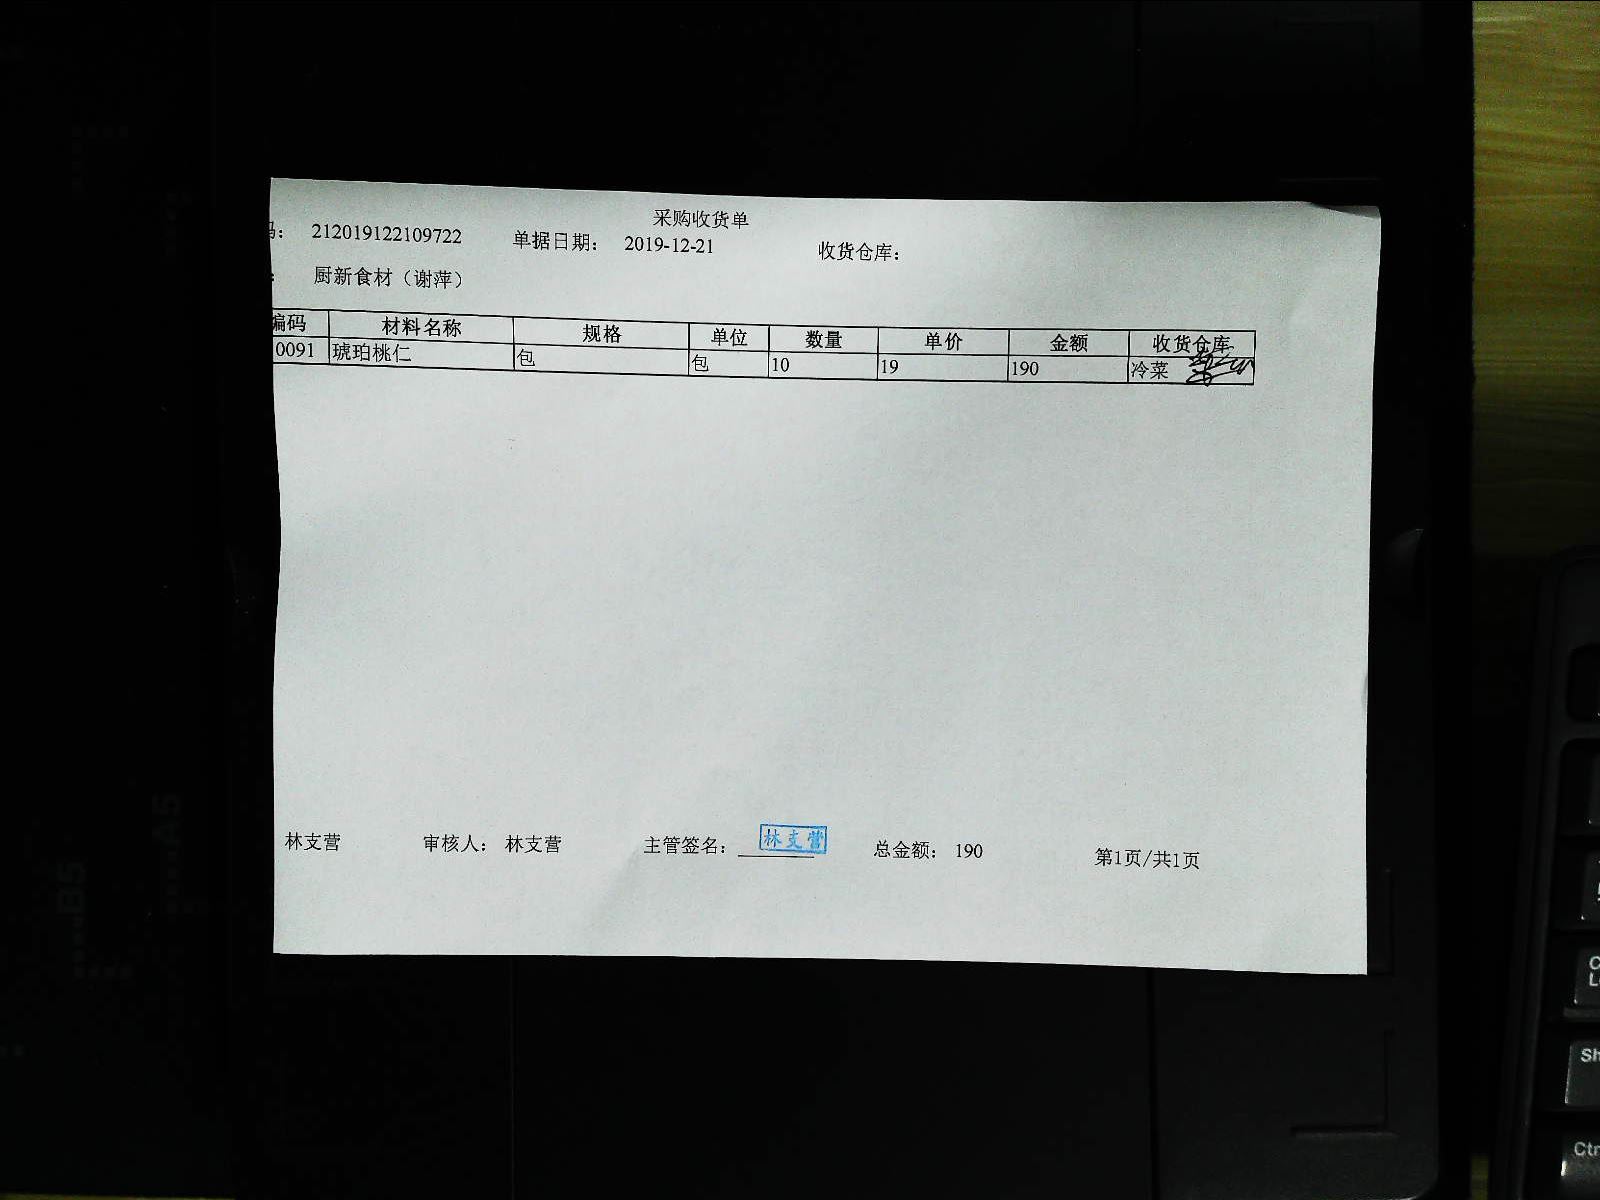 采购收货单
码： 212019122109722 单据日期： 2019-12-21 收货仓库：
： 厨新食材（谢萍）
编码 材料名称 规格 单位 数量 单价 金额 收货仓库
0091 琥珀桃仁 包 包 10 19 190 冷菜
林支营 审核人： 林支营 主管签名： 林支营 总金额： 190 第1页/共1页
A5
B5
Sh
Ctr